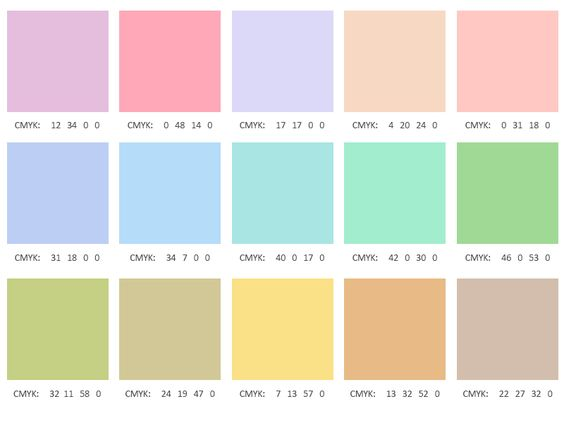 CMYK: 12 34 0 0
CMYK: 0 48 14 0
CMYK: 17 17 0 0
CMYK: 4 20 24 0
CMYK: 0 31 18 0
CMYK: 31 18 0 0
CMYK: 34 7 0 0
CMYK: 40 0 17 0
CMYK: 42 0 30 0
CMYK: 46 0 53 0
CMYK: 32 11 58 0
CMYK: 24 19 47 0
CMYK: 7 13 57 0
CMYK: 13 32 52 0
CMYK: 22 27 32 0